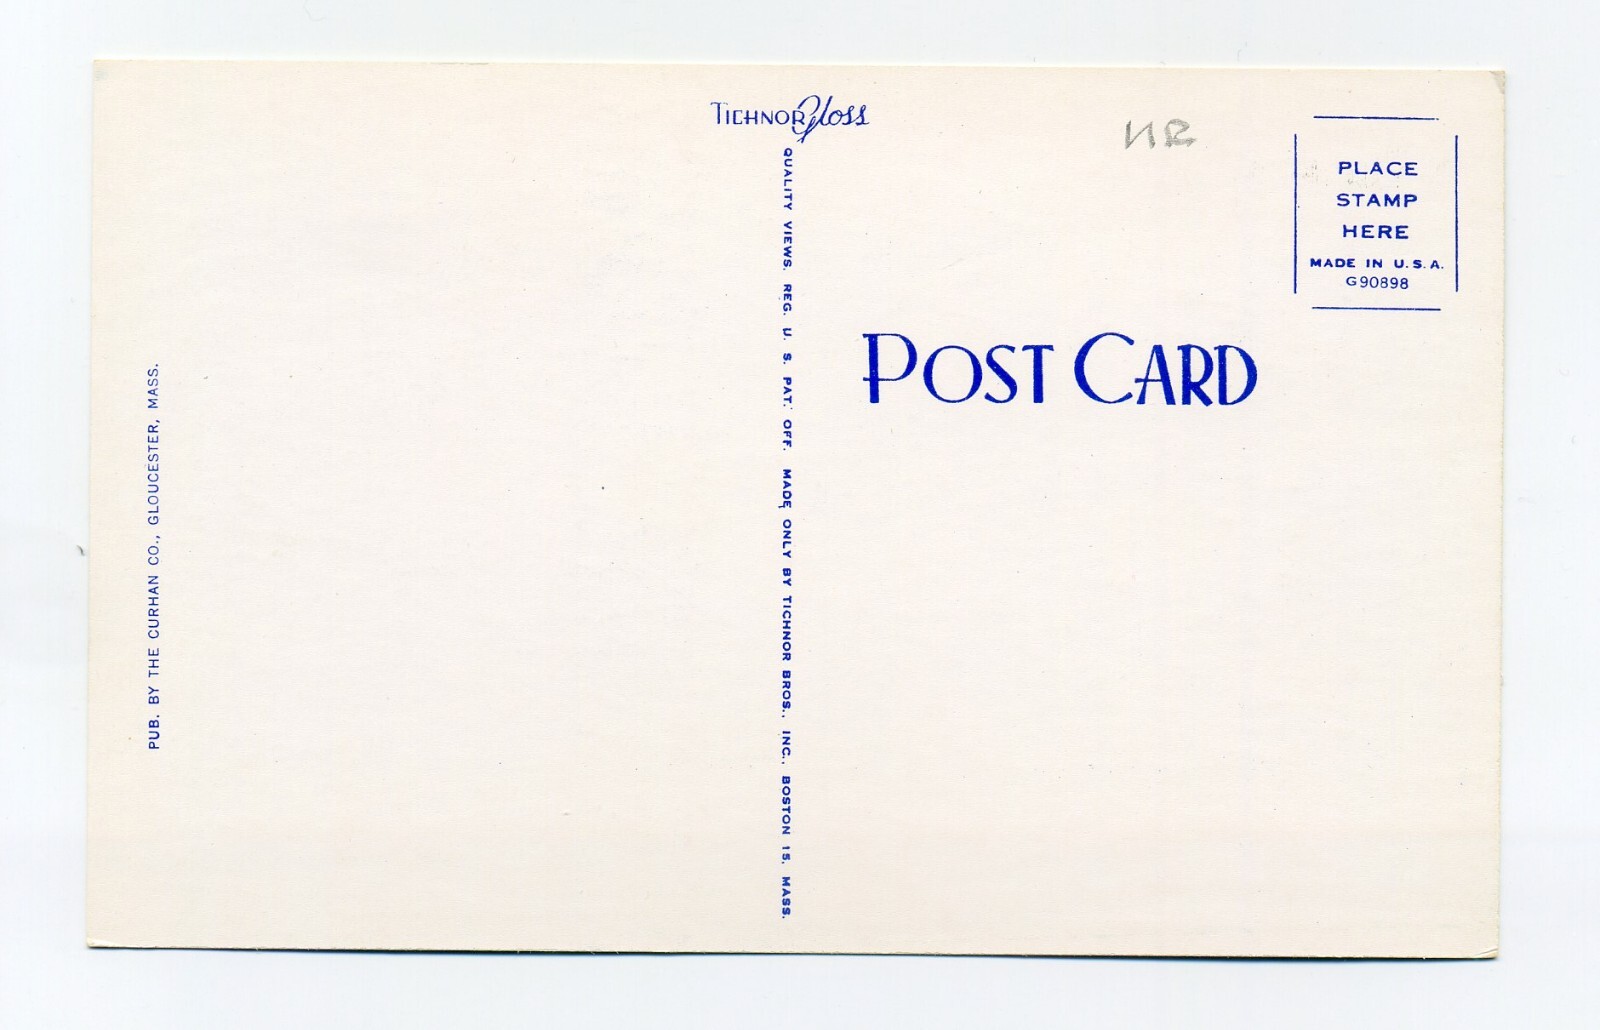 TICHNOR Gloss
PLACE
STAMP
HERE
MADE IN U.S.A.
G90898
POST CARD
QUALITY VIEWS. REG. U. S. PAT. OFF. MADE ONLY BY TICHNOR BROS., INC., BOSTON 15, MASS.
PUB. BY THE CURHAN CO., GLOUCESTER, MASS.